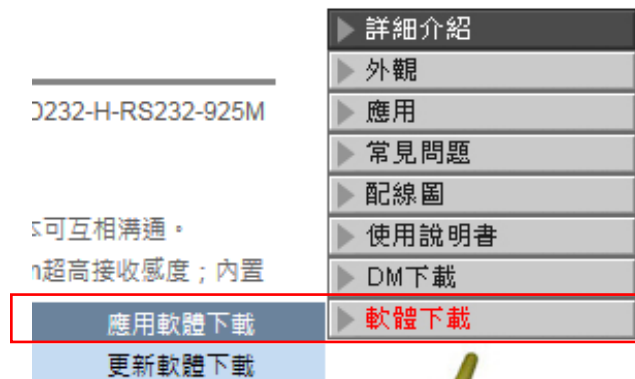 詳細介紹
外觀
D232-H-RS232-925M
應用
常見問題
配線圖
本可互相溝通。
使用說明書
m超高接收感度；內置
DM下載
應用軟體下載
軟體下載
更新軟體下載